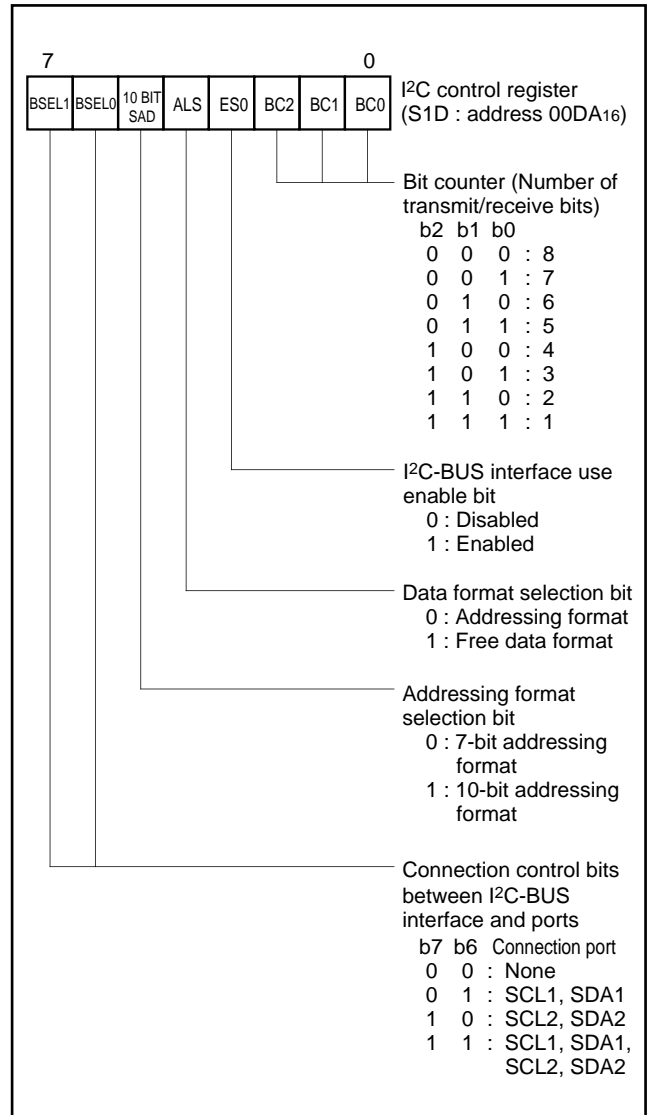 7 0
BSEL1 BSEL0 10 BIT SAD ALS ES0 BC2 BC1 BC0
I2C control register
(S1D : address 00DA16)
Bit counter (Number of
transmit/receive bits)
b2 b1 b0
0 0 0 : 8
0 0 1 : 7
0 1 0 : 6
0 1 1 : 5
1 0 0 : 4
1 0 1 : 3
1 1 0 : 2
1 1 1 : 1
I2C-BUS interface use
enable bit
0 : Disabled
1 : Enabled
Data format selection bit
0 : Addressing format
1 : Free data format
Addressing format
selection bit
0 : 7-bit addressing
format
1 : 10-bit addressing
format
Connection control bits
between I2C-BUS
interface and ports
b7 b6 Connection port
0 0 : None
0 1 : SCL1, SDA1
1 0 : SCL2, SDA2
1 1 : SCL1, SDA1,
SCL2, SDA2